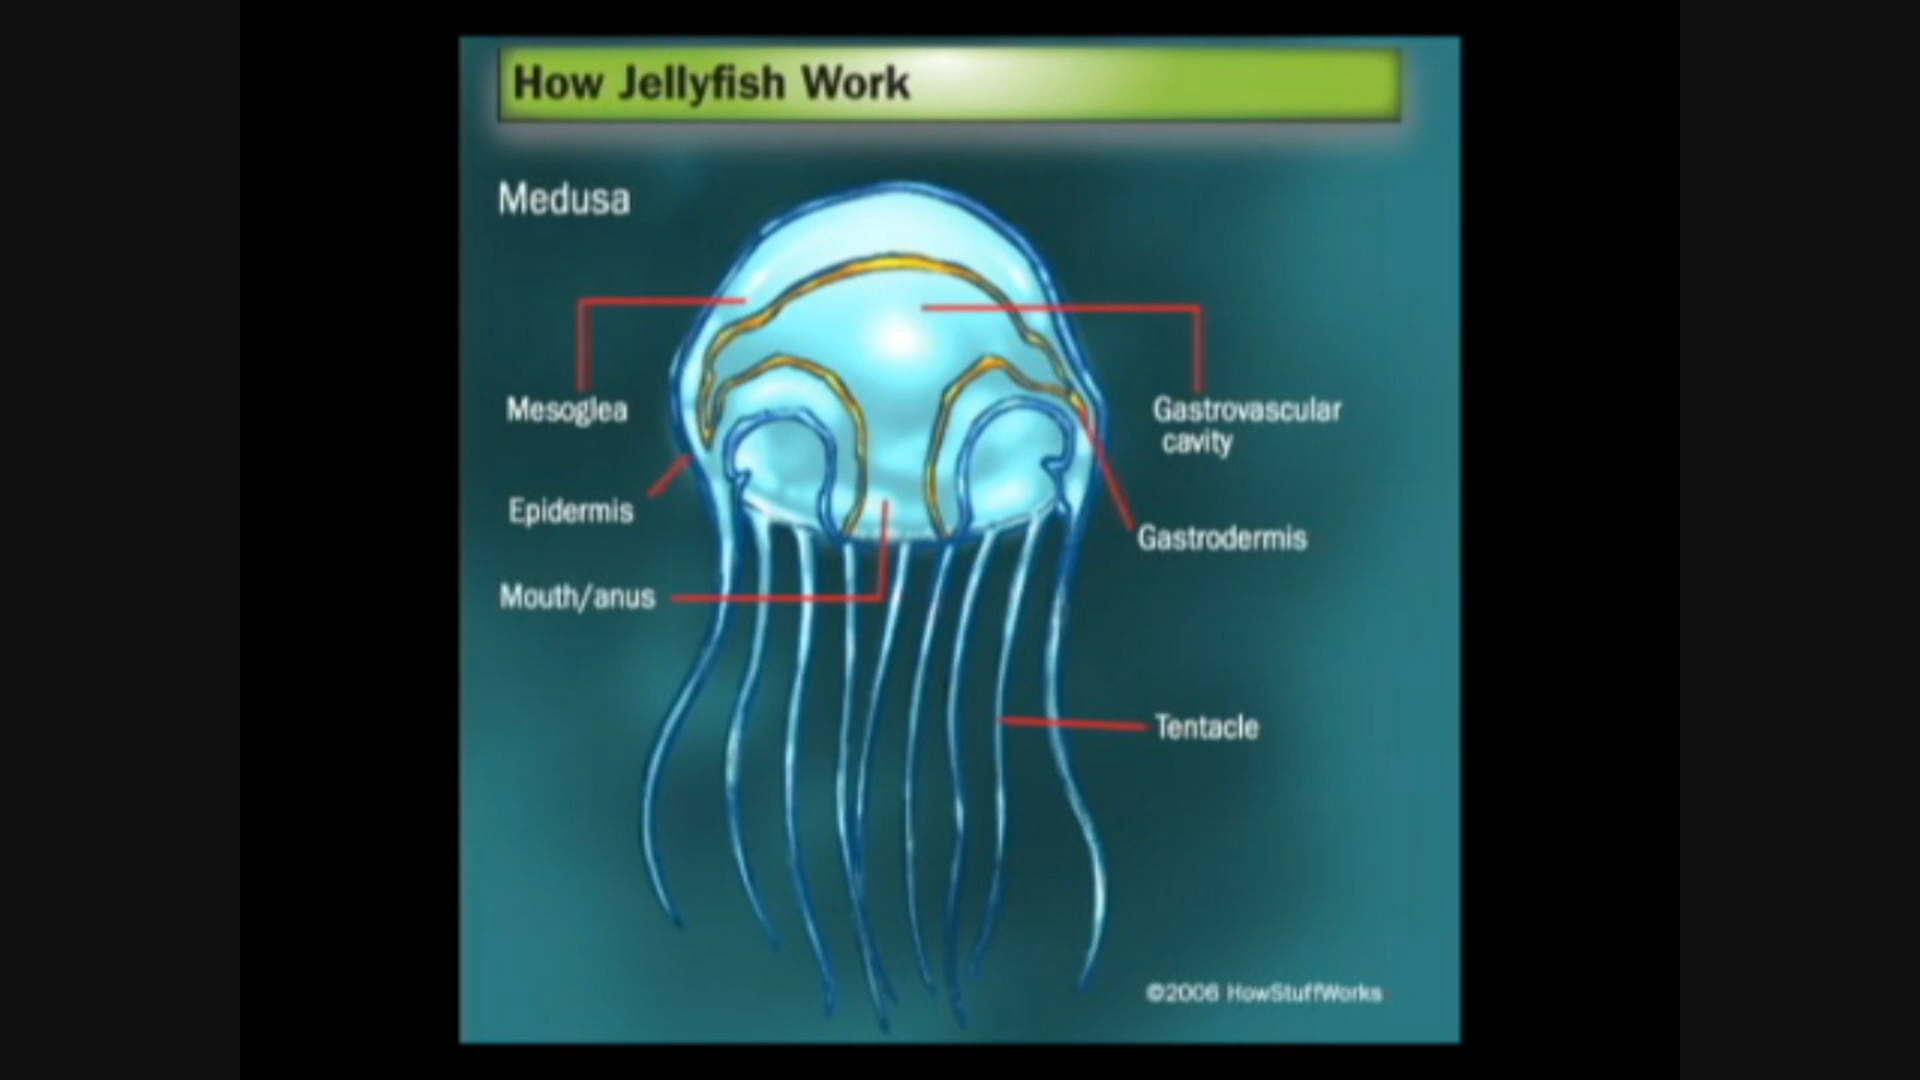 How Jellyfish Work
Medusa
Mesoglea
Gastrovascular
cavity
Epidermis
Gastrodermis
Mouth/anus
Tentacle
©2006 HowStuffWorks